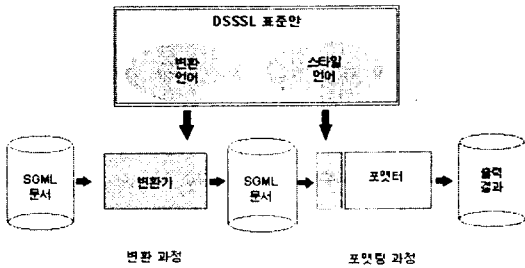 DSSSL 표준안
변환
언어
스타일
언어
SGML
문서
변환기
SGML
문서
포맷터
출력
결과
변환 과정
포맷팅 과정